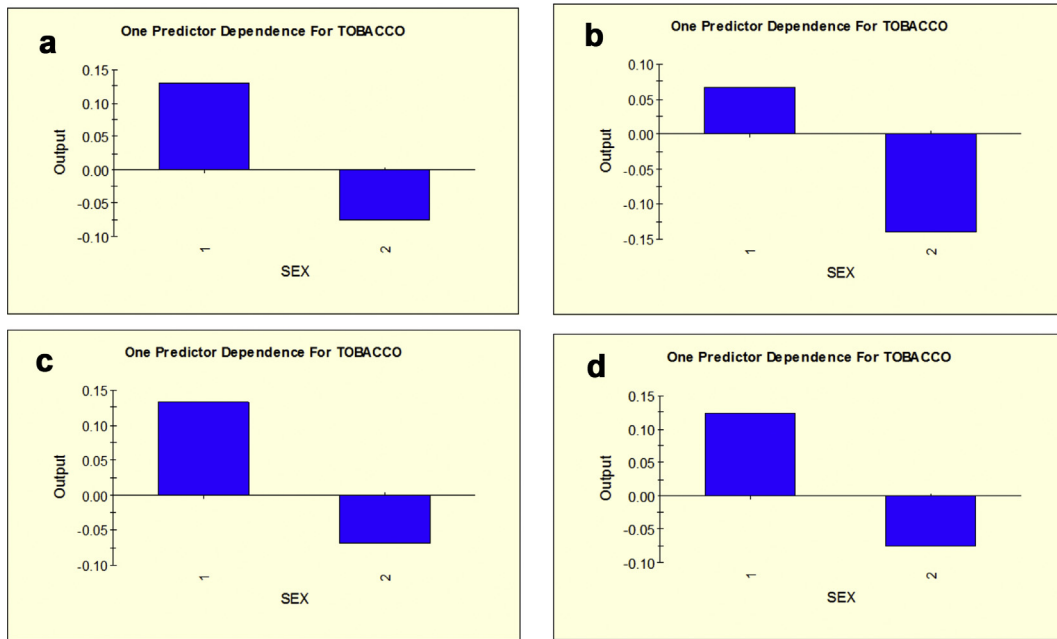 a
One Predictor Dependence For TOBACCO
0.15
0.10
0.05
0.00
-0.05
-0.10
Output
1
2
SEX
b
One Predictor Dependence For TOBACCO
0.10
0.05
0.00
-0.05
-0.10
-0.15
Output
1
2
SEX
c
One Predictor Dependence For TOBACCO
0.15
0.10
0.05
0.00
-0.05
-0.10
Output
1
2
SEX
d
One Predictor Dependence For TOBACCO
0.15
0.10
0.05
0.00
-0.05
-0.10
Output
1
2
SEX